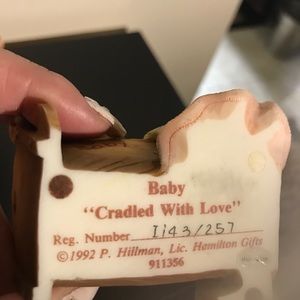 Baby
"Cradled With Love"
Reg. Number I143/257
©1992 P. Hillman, Lic. Hamilton Gifts
911356